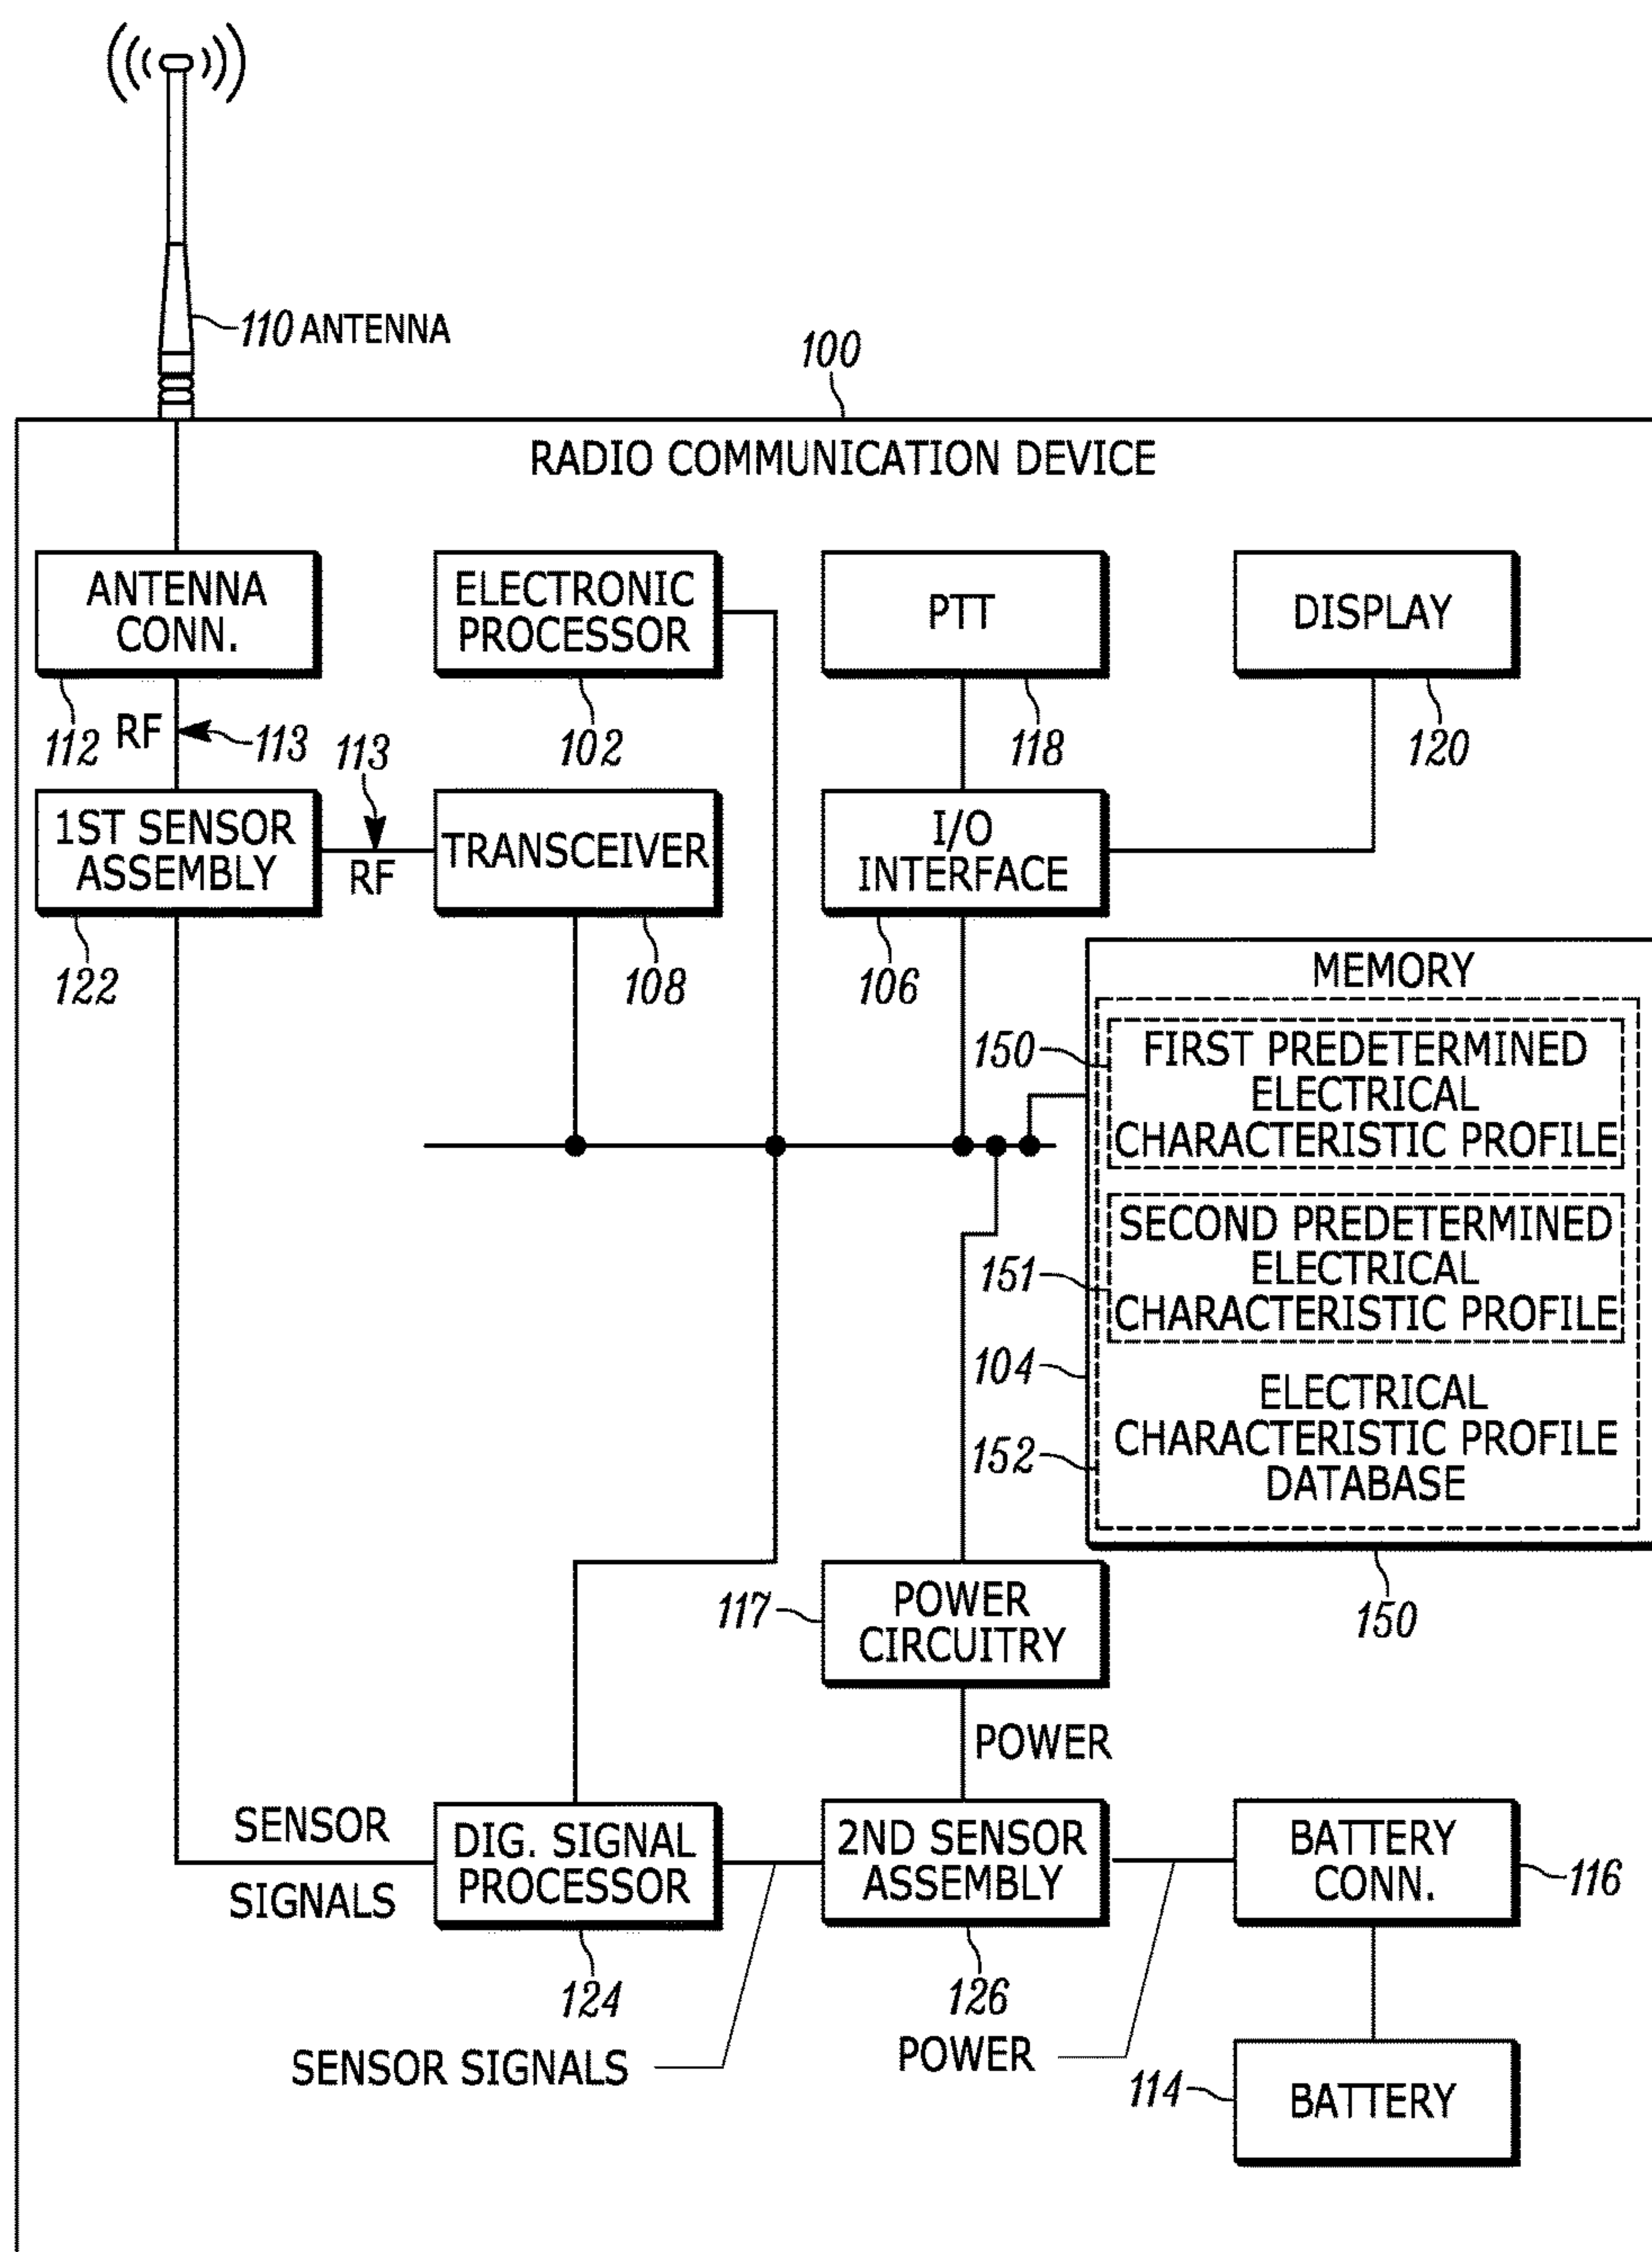 110 ANTENNA
100
RADIO COMMUNICATION DEVICE
ANTENNA
CONN.
ELECTRONIC
PROCESSOR
PTT
DISPLAY
112
RF
113
102
118
120
113
1ST SENSOR
ASSEMBLY
RF
TRANSCEIVER
I/O
INTERFACE
122
108
106
MEMORY
150
FIRST PREDETERMINED
ELECTRICAL
CHARACTERISTIC PROFILE
SECOND PREDETERMINED
ELECTRICAL
151
CHARACTERISTIC PROFILE
104
ELECTRICAL
CHARACTERISTIC PROFILE
152
DATABASE
150
117
POWER
CIRCUITRY
POWER
SENSOR
SIGNALS
DIG. SIGNAL
PROCESSOR
2ND SENSOR
ASSEMBLY
BATTERY
CONN.
116
124
126
SENSOR SIGNALS
POWER
114
BATTERY